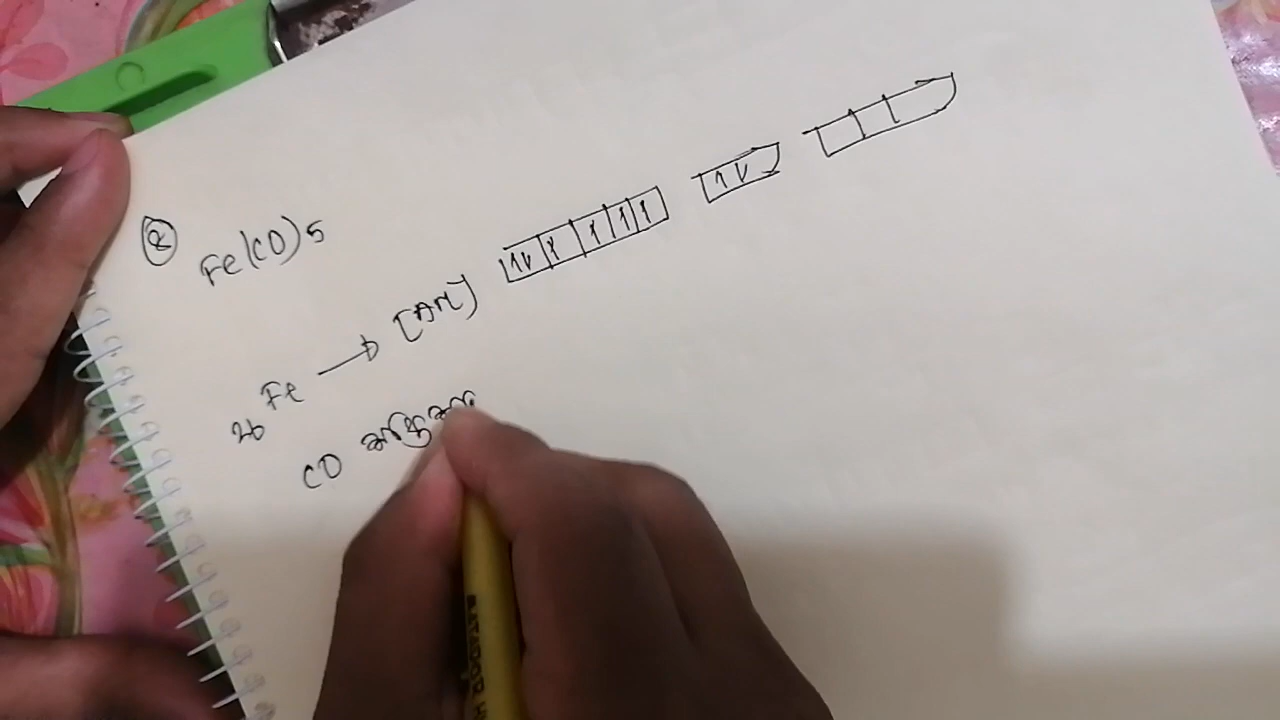 ② Fe(CO)5
26 Fe → [Ar] 1↓ 1 1 1 1 1↓
CO